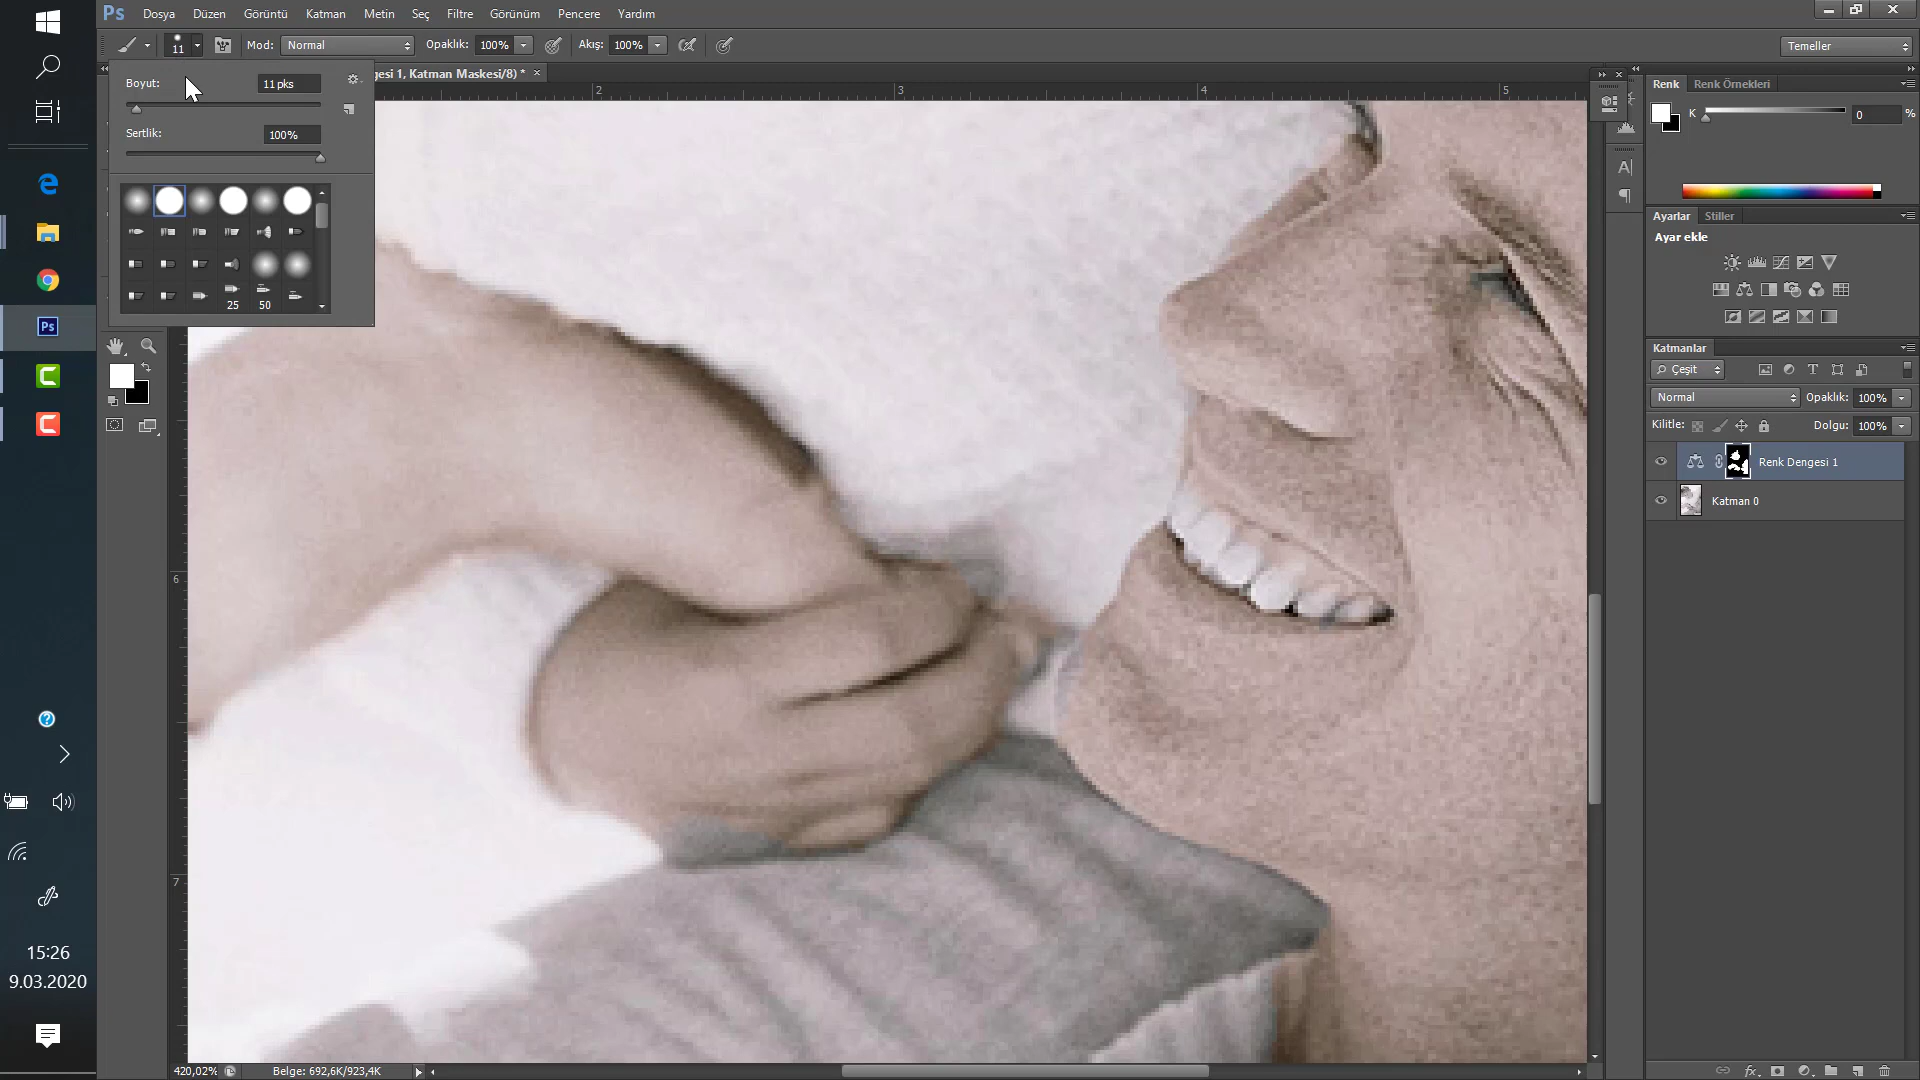 Ps Dosya Düzen Görüntü Katman Metin Seç Filtre Görünüm Pencere Yardım
11 Mod: Normal Opaklık: 100% Akış: 100% Temeller
gesi 1, Katman Maskesi/8) * ×
Boyut: 11 pks
Sertlik: 100%
25 50
2 3 4 5
6
7
Renk Renk Örnekleri
K 0 %
Ayarlar Stiller
Ayar ekle
Katmanlar
Çeşit
Normal Opaklık: 100%
Kilitle: Dolgu: 100%
Renk Dengesi 1
Katman 0
Ps
15:26
9.03.2020
420,02% Belge: 692,6K/923,4K